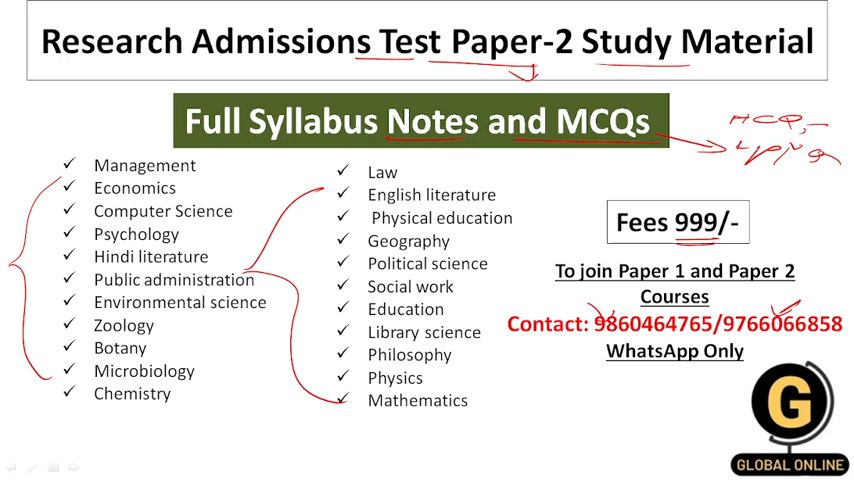 Research Admissions Test Paper-2 Study Material
Full Syllabus Notes and MCQs
Management
Economics
Computer Science
Psychology
Hindi literature
Public administration
Environmental science
Zoology
Botany
Microbiology
Chemistry
Law
English literature
Physical education
Geography
Political science
Social work
Education
Library science
Philosophy
Physics
Mathematics
Fees 999/-
To join Paper 1 and Paper 2
Courses
Contact: 9860464765/9766066858
WhatsApp Only
G
GLOBAL ONLINE